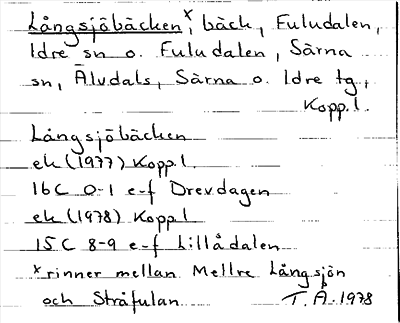 Långsjöbäcken x, bäck, Fuludalen,
Idre sn o. Fuludalen, Särna
sn, Älvdals, Särna o. Idre tg,
Kopp.l.
Långsjöbäcken
ek (1977) Kopp.l.
16C 0-1 e-f Drevdagen
ek (1978) Kopp.l
15C 8-9 e-f Lillådalen
x rinner mellan Mellre Långsjön
och Stråfulan T.Å. 1978